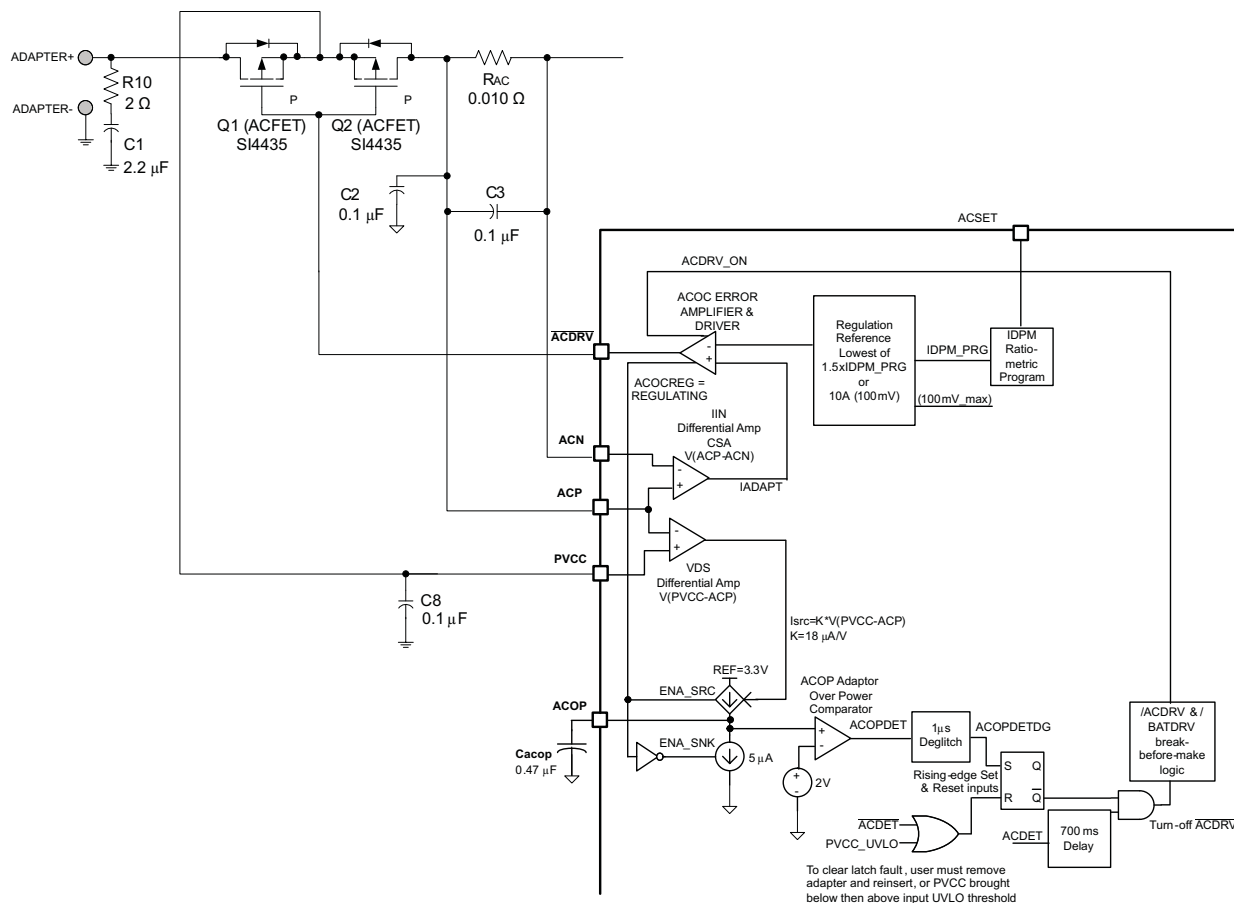 ADAPTER+
R10
2 Ω
ADAPTER-
C1
2.2 μF
P
P
Q1 (ACFET)
SI4435
Q2 (ACFET)
SI4435
RAC
0.010 Ω
C2
0.1 μF
C3
0.1 μF
ACSET
ACDRV_ON
ACOC ERROR
AMPLIFIER &
DRIVER
ACDRV
-
+
Regulation
Reference
Lowest of
1.5xIDPM_PRG
or
10A (100mV)
IDPM_PRG
IDPM
Ratio-
metric
Program
(100mV_max)
ACOCREG =
REGULATING
IIN
Differential Amp
CSA
V(ACP-ACN)
ACN
-
+
IADAPT
ACP
-
+
PVCC
VDS
Differential Amp
V(PVCC-ACP)
C8
0.1 μF
Isrc=K*V(PVCC-ACP)
K=18 μA/V
REF=3.3V
ENA_SRC
ACOP
Cacop
0.47 μF
ENA_SNK
5 μA
ACOP Adaptor
Over Power
Comparator
+
-
ACOPDET
+
-
2V
1μs
Deglitch
ACOPDETDG
Rising-edge Set
& Reset inputs
S Q
R Q
/ACDRV & /
BATDRV
break-
before-make
logic
ACDET
PVCC_UVLO
ACDET
700 ms
Delay
Turn-off ACDRV
To clear latch fault, user must remove
adapter and reinsert, or PVCC brought
below then above input UVLO threshold